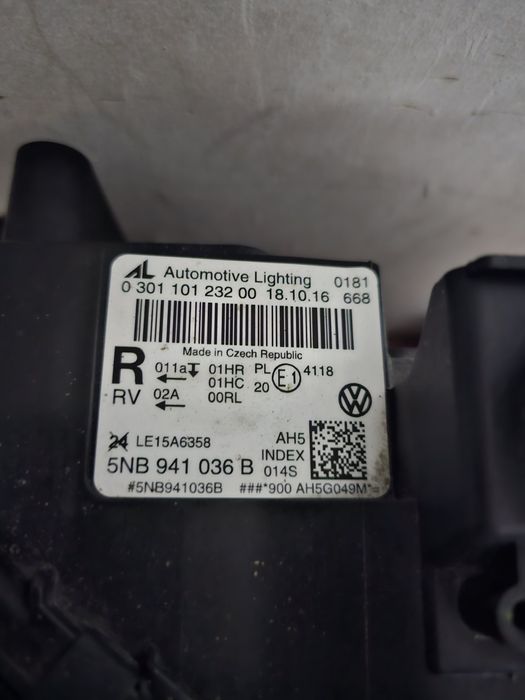 AL Automotive Lighting 0181
0 301 101 232 00 18.10.16 668
Made in Czech Republic
R 011a 01HR PL E1 4118
01HC 20
RV 02A 00RL
24 LE15A6358 AH5
INDEX
5NB 941 036 B 014S
#5NB941036B ###*900 AH5G049M*=